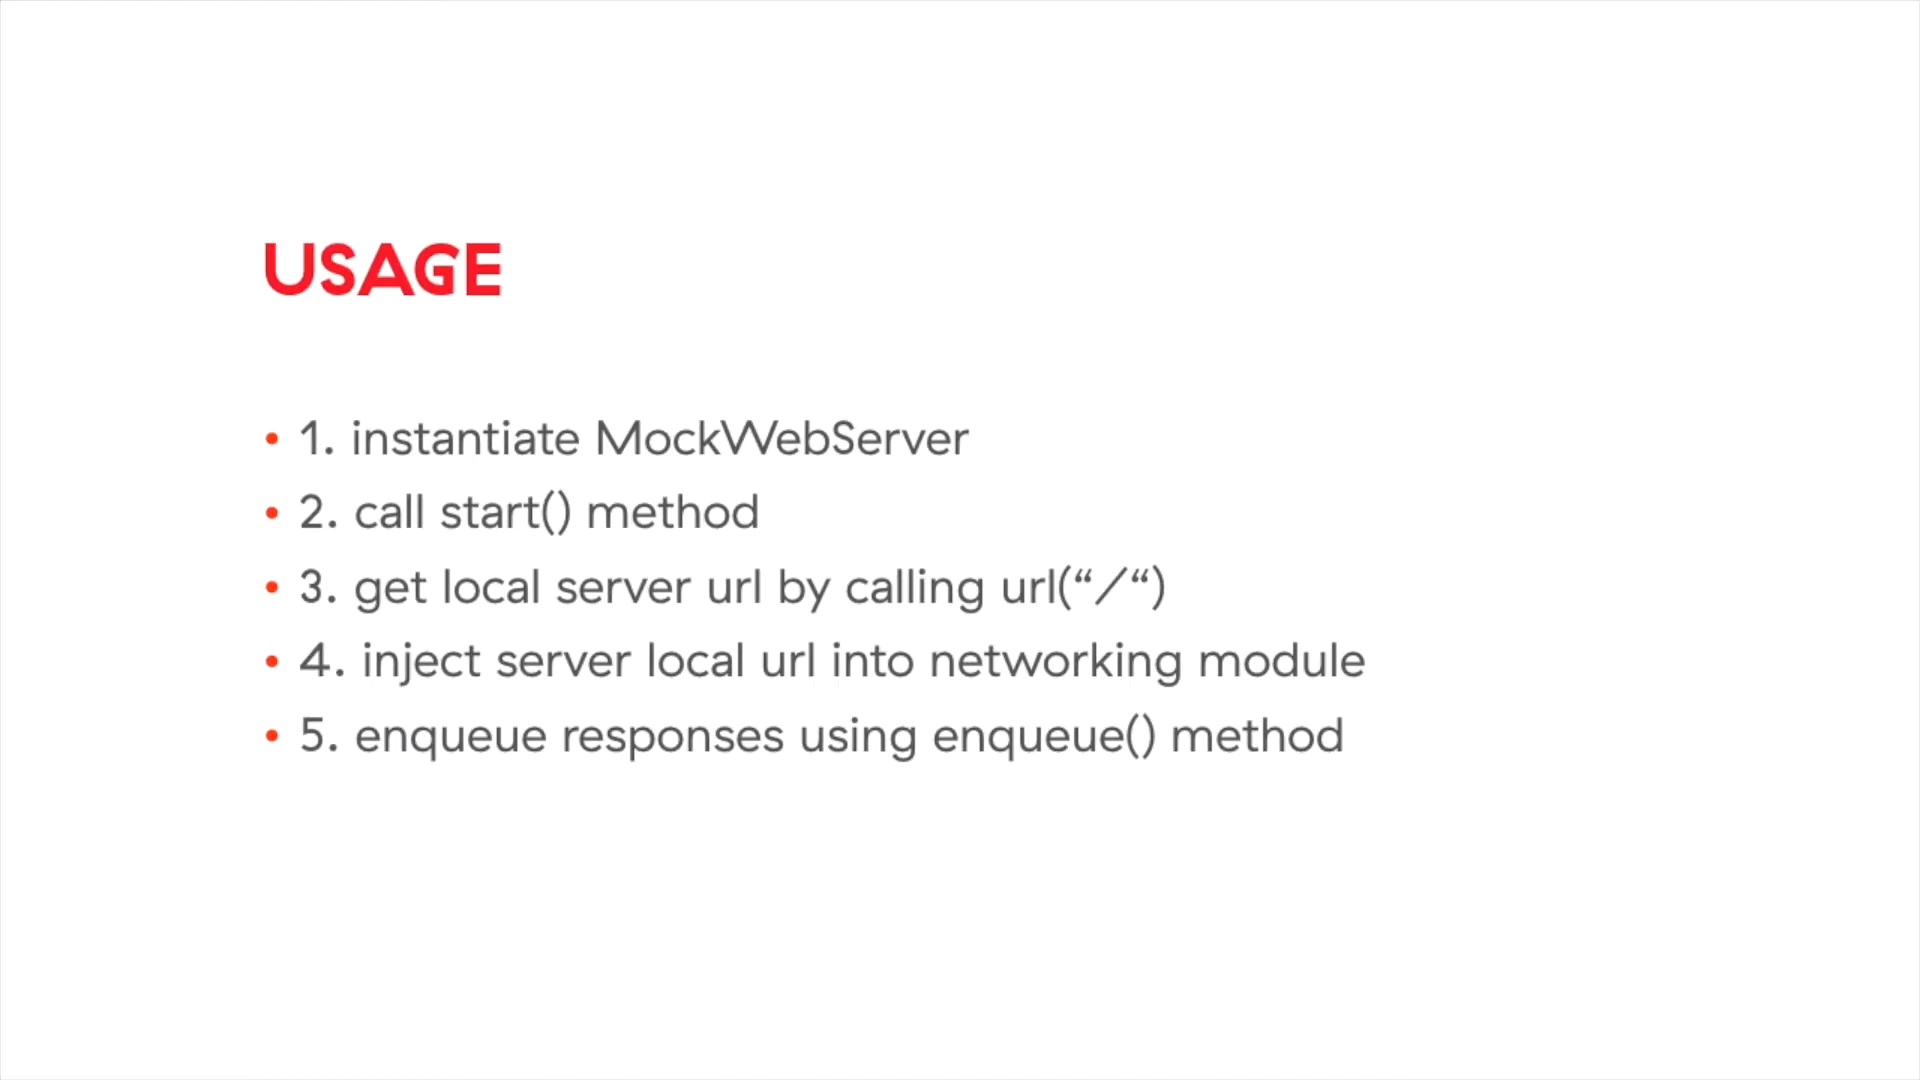 USAGE
• 1. instantiate MockWebServer
• 2. call start() method
• 3. get local server url by calling url(“/“)
• 4. inject server local url into networking module
• 5. enqueue responses using enqueue() method